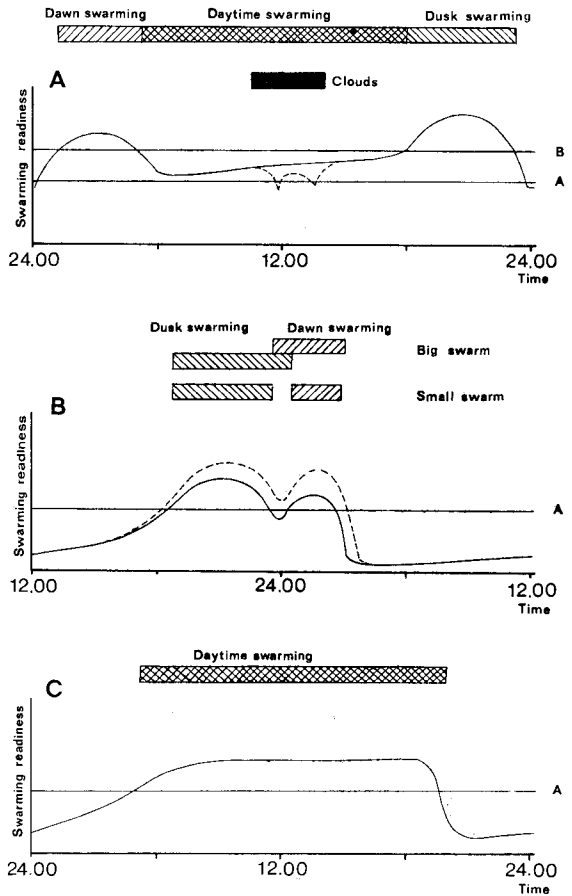 Dawn swarming Daytime swarming Dusk swarming
A
Clouds
Swarming readiness
B
A
24.00 12.00 24.00
Time
Dusk swarming Dawn swarming
Big swarm
Small swarm
B
Swarming readiness
A
12.00 24.00 12.00
Time
Daytime swarming
C
Swarming readiness
A
24.00 12.00 24.00
Time